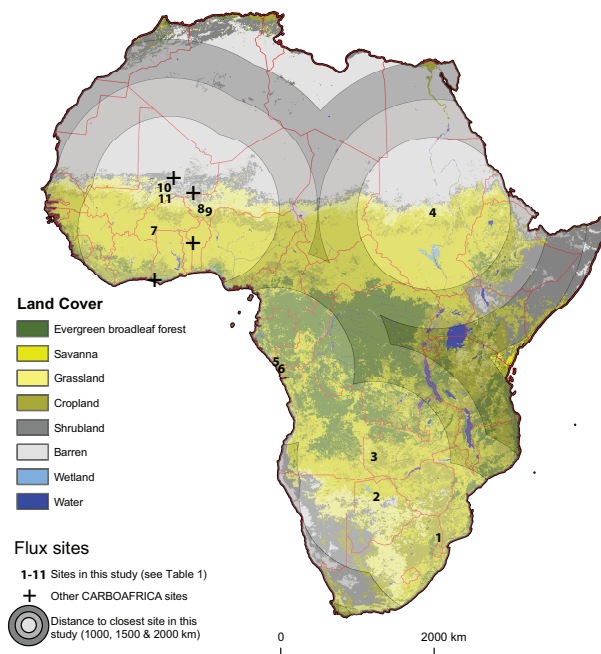 10
11
8
9
4
7
5
6
3
2
1
Land Cover
Evergreen broadleaf forest
Savanna
Grassland
Cropland
Shrubland
Barren
Wetland
Water
Flux sites
1-11 Sites in this study (see Table 1)
+ Other CARBOAFRICA sites
Distance to closest site in this
study (1000, 1500 & 2000 km)
0 2000 km